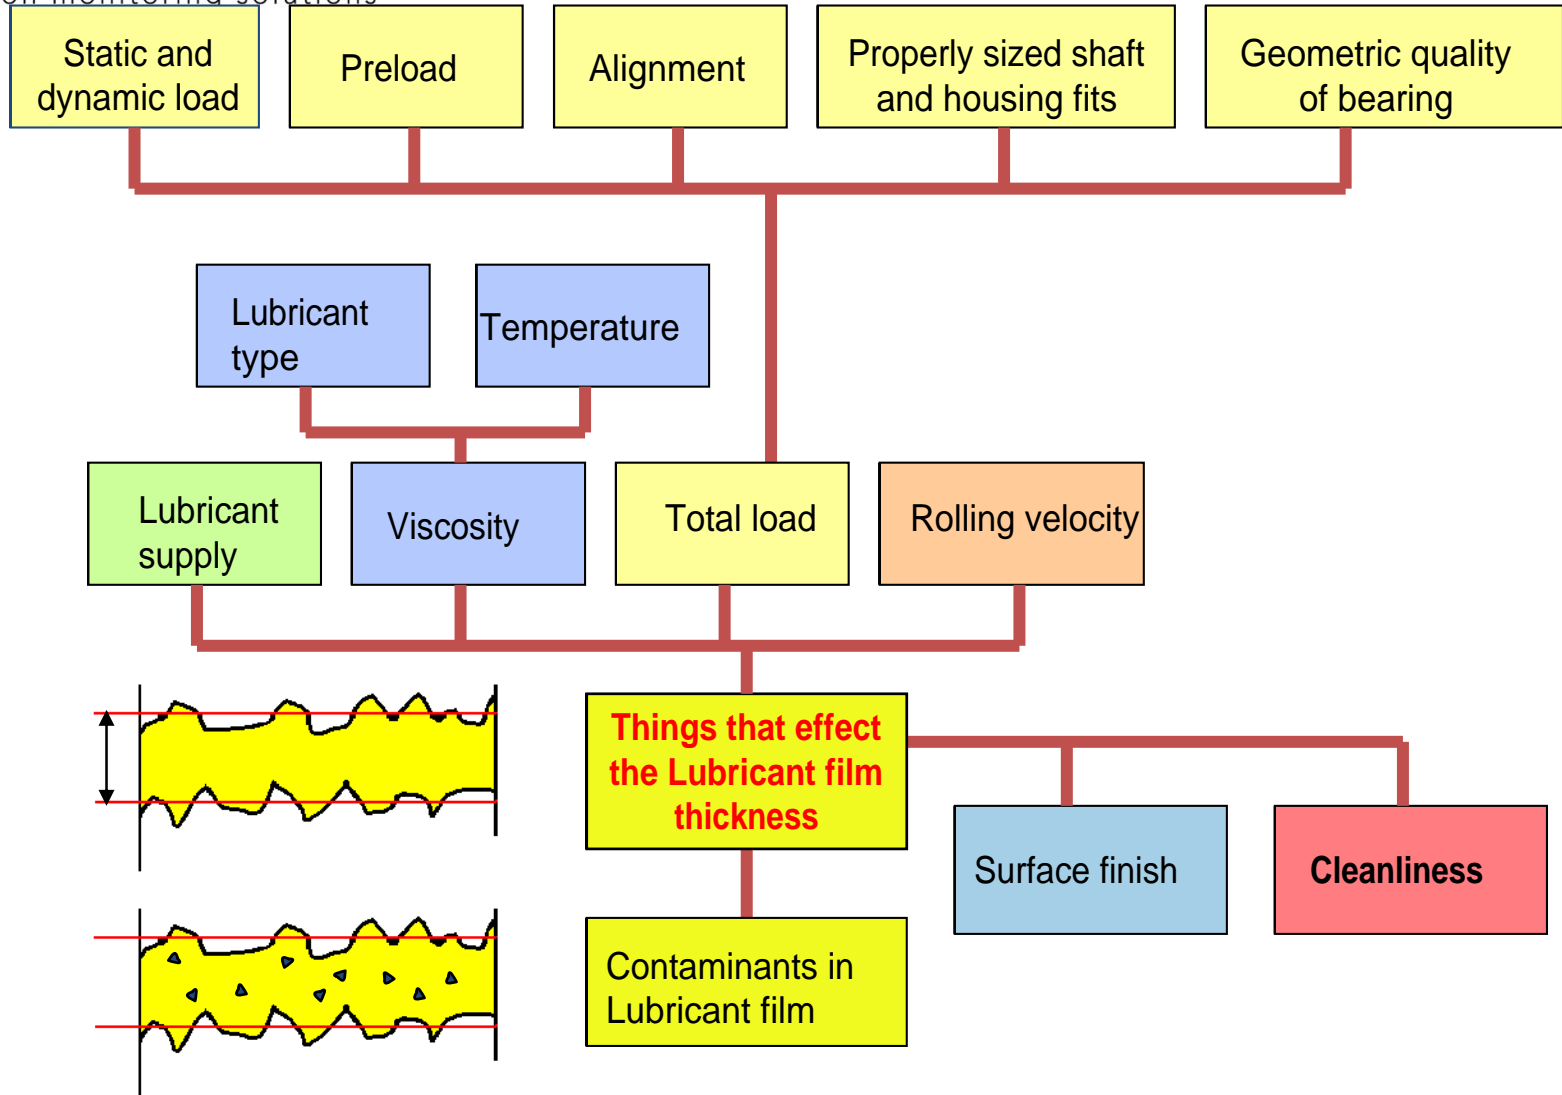 monitoring solutions
Static and
dynamic load
Preload
Alignment
Properly sized shaft
and housing fits
Geometric quality
of bearing
Lubricant
type
Temperature
Lubricant
supply
Viscosity
Total load
Rolling velocity
Things that effect
the Lubricant film
thickness
Surface finish
Cleanliness
Contaminants in
Lubricant film